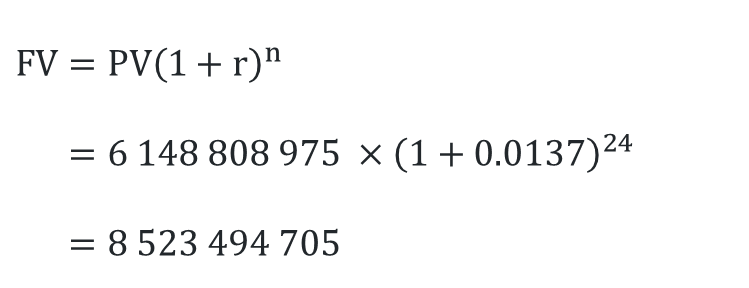 FV = PV(1 + r)ⁿ
= 6 148 808 975 × (1 + 0.0137)²⁴
= 8 523 494 705